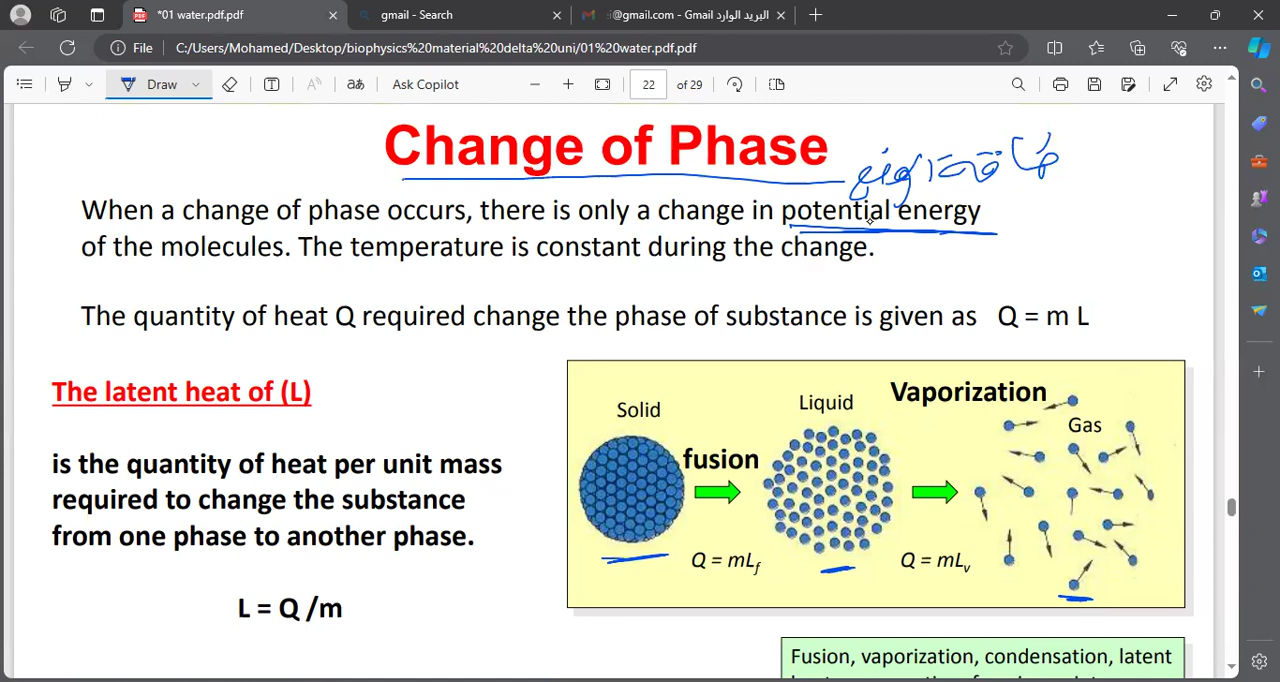 *01 water.pdf.pdf
gmail - Search
@gmail.com - Gmail البريد الوارد
File
C:/Users/Mohamed/Desktop/biophysics%20material%20delta%20uni/01%20water.pdf.pdf
Draw
Ask Copilot
22 of 29
Change of Phase
When a change of phase occurs, there is only a change in potential energy
of the molecules. The temperature is constant during the change.
The quantity of heat Q required change the phase of substance is given as Q = m L
The latent heat of (L)
is the quantity of heat per unit mass
required to change the substance
from one phase to another phase.
L = Q /m
Solid
fusion
Q = mLf
Liquid
Vaporization
Q = mLv
Gas
Fusion, vaporization, condensation, latent